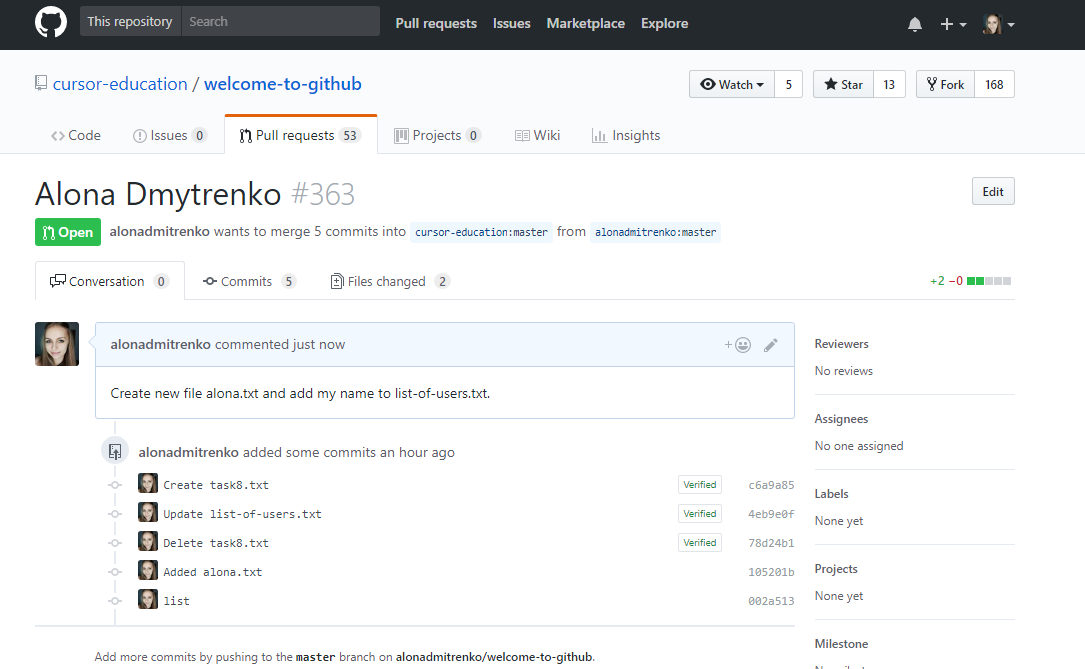 This repository Search Pull requests Issues Marketplace Explore
cursor-education / welcome-to-github Watch 5 Star 13 Fork 168
Code Issues 0 Pull requests 53 Projects 0 Wiki Insights
Alona Dmytrenko #363 Edit
Open alonadmitrenko wants to merge 5 commits into cursor-education:master from alonadmitrenko:master
Conversation 0 Commits 5 Files changed 2 +2 −0
alonadmitrenko commented just now
Create new file alona.txt and add my name to list-of-users.txt.
alonadmitrenko added some commits an hour ago
Create task8.txt Verified c6a9a85
Update list-of-users.txt Verified 4eb9e0f
Delete task8.txt Verified 78d24b1
Added alona.txt 105201b
list 002a513
Add more commits by pushing to the master branch on alonadmitrenko/welcome-to-github.
Reviewers
No reviews
Assignees
No one assigned
Labels
None yet
Projects
None yet
Milestone